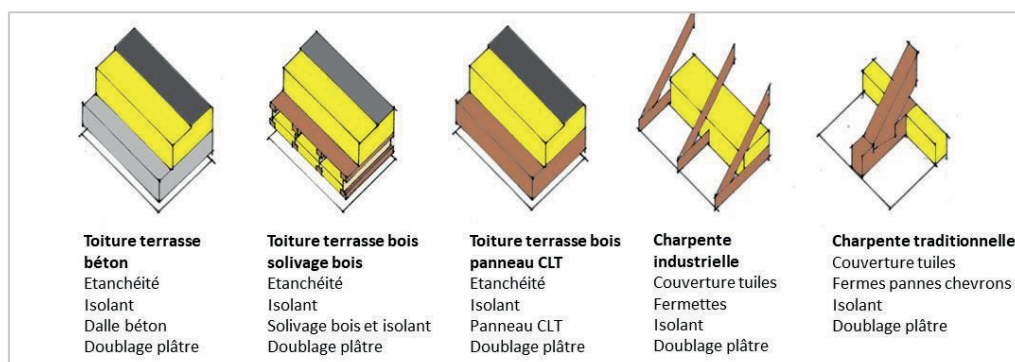 Toiture terrasse
béton
Etanchéité
Isolant
Dalle béton
Doublage plâtre
Toiture terrasse bois
solivage bois
Etanchéité
Isolant
Solivage bois et isolant
Doublage plâtre
Toiture terrasse bois
panneau CLT
Etanchéité
Isolant
Panneau CLT
Doublage plâtre
Charpente
industrielle
Couverture tuiles
Fermettes
Isolant
Doublage plâtre
Charpente traditionnelle
Couverture tuiles
Fermes pannes chevrons
Isolant
Doublage plâtre